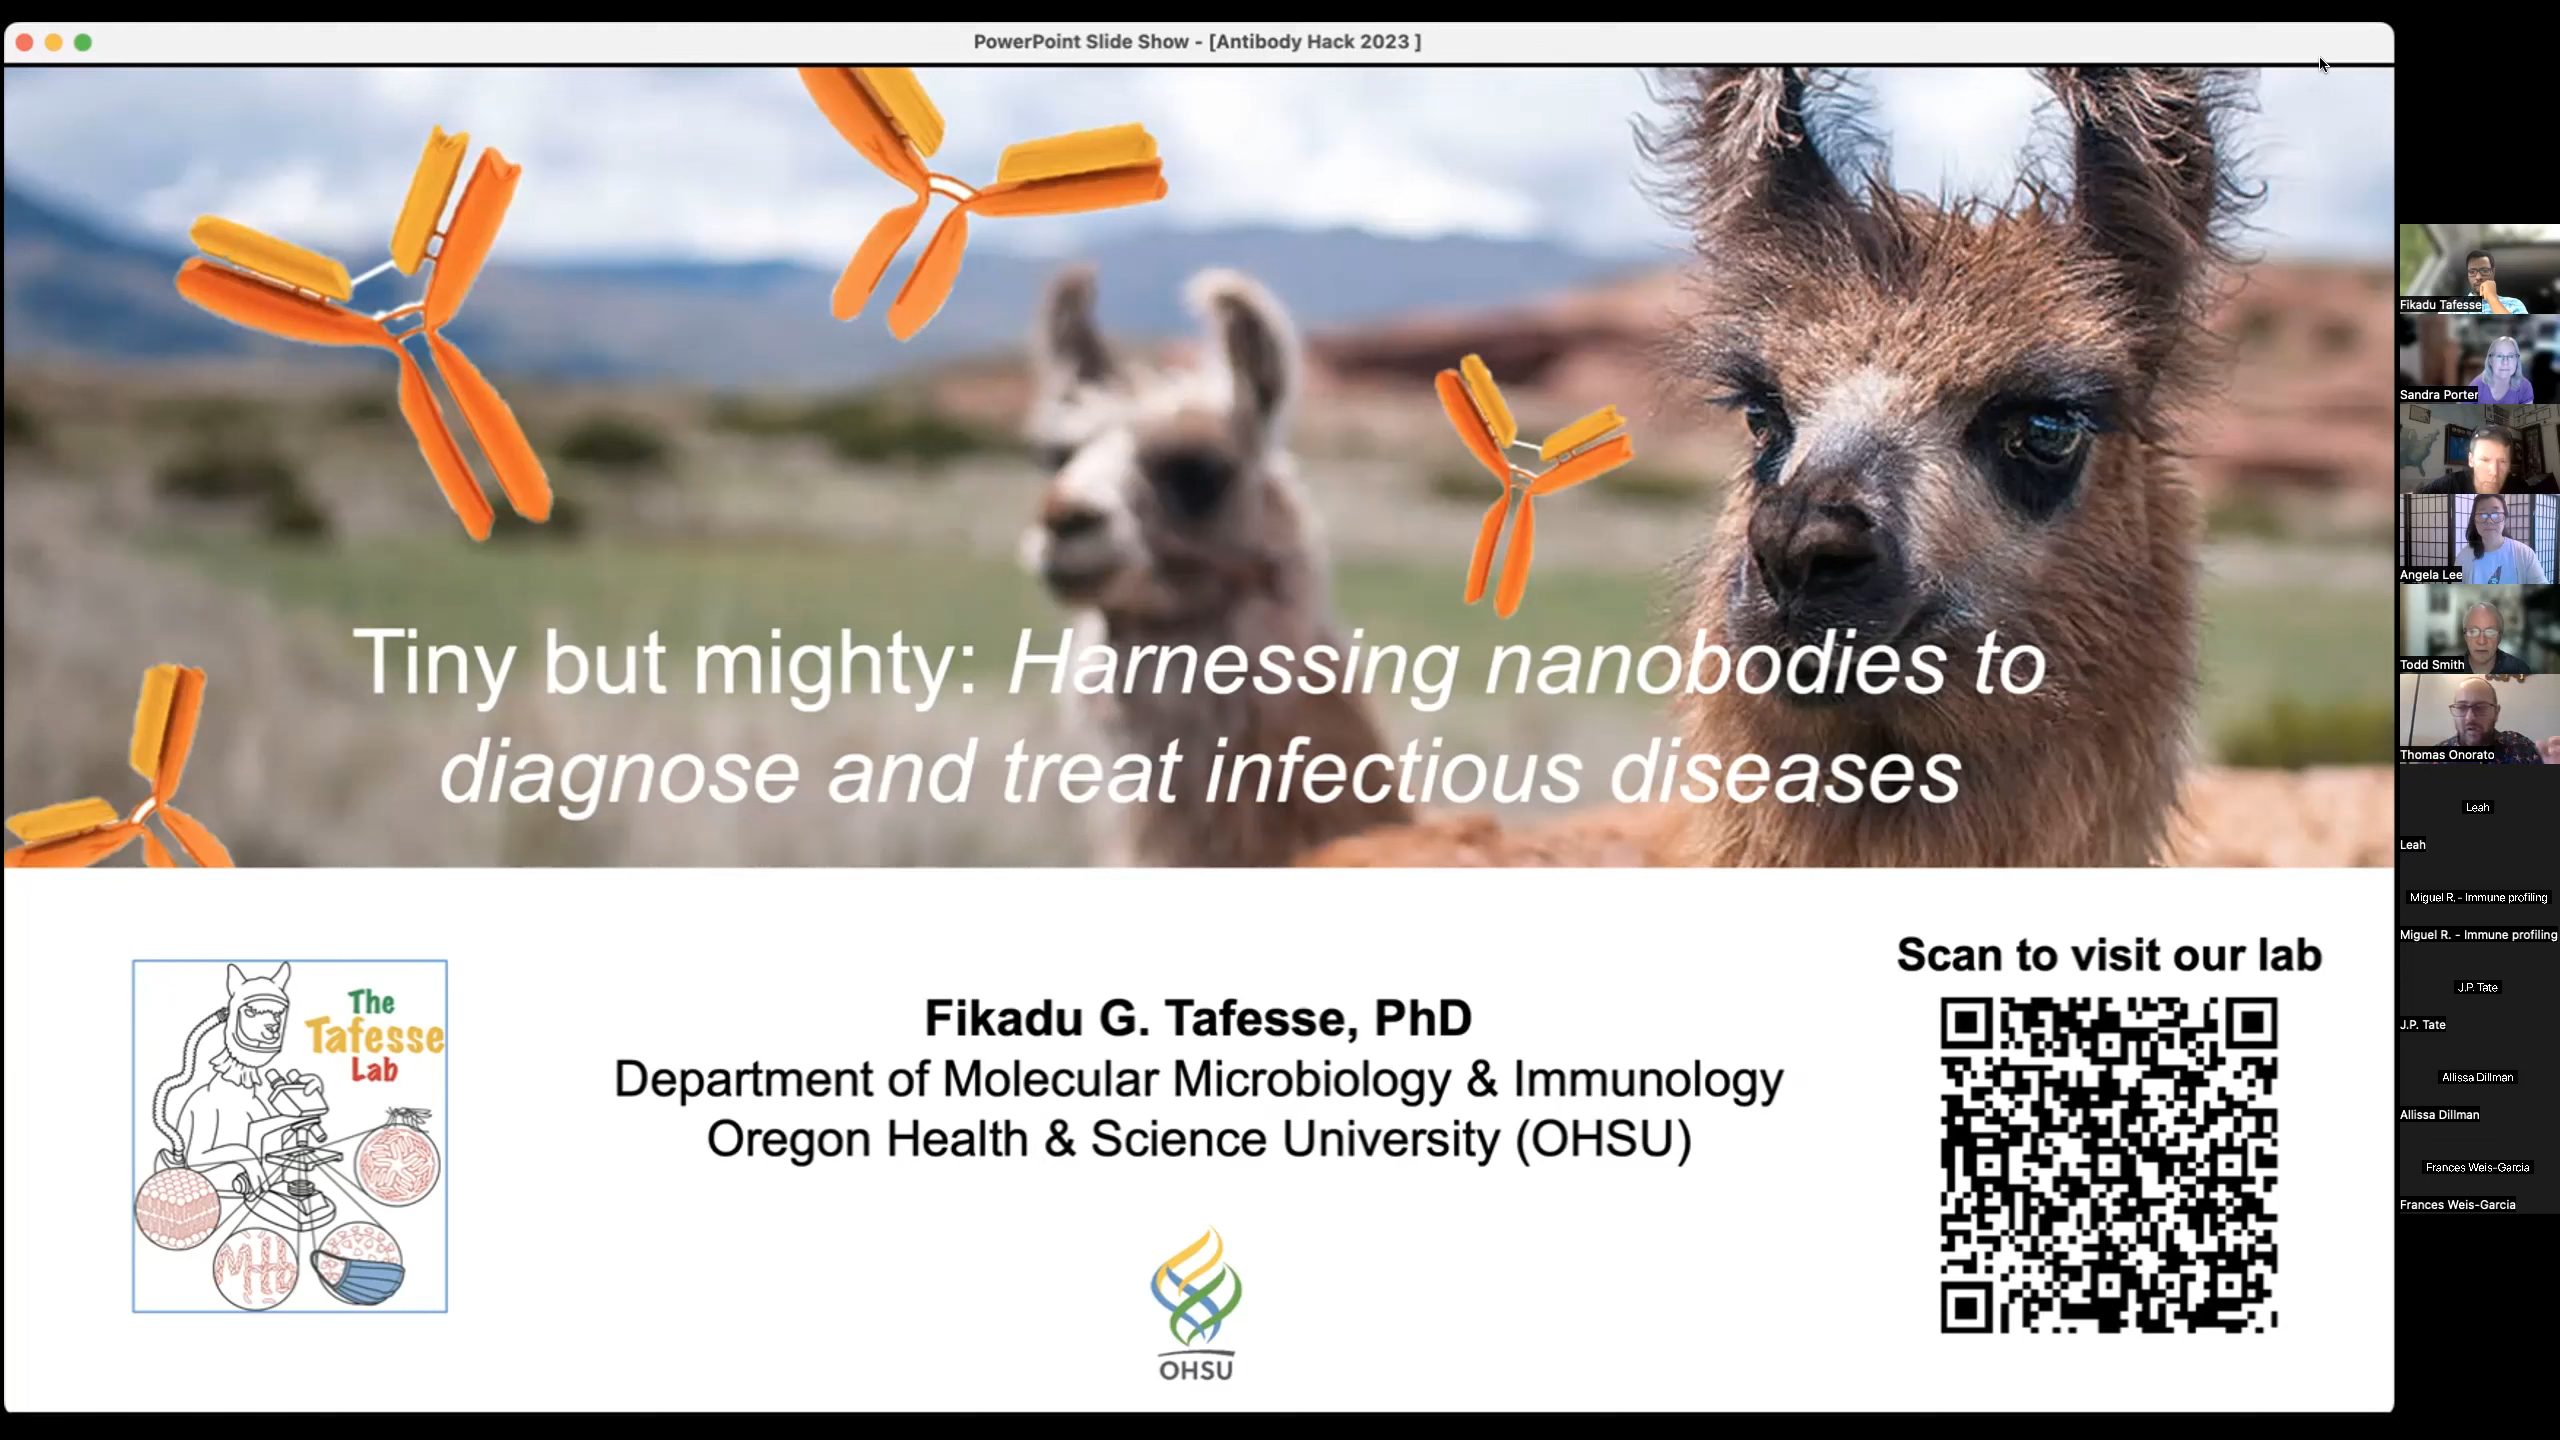 PowerPoint Slide Show - [Antibody Hack 2023 ]
Tiny but mighty: Harnessing nanobodies to
diagnose and treat infectious diseases
The
Tafesse
Lab
Mtb
Fikadu G. Tafesse, PhD
Department of Molecular Microbiology & Immunology
Oregon Health & Science University (OHSU)
OHSU
Scan to visit our lab
Fikadu Tafesse
Sandra Porter
Angela Lee
Todd Smith
Thomas Onorato
Leah
Leah
Miguel R. - Immune profiling
Miguel R. - Immune profiling
J.P. Tate
J.P. Tate
Allissa Dillman
Allissa Dillman
Frances Weis-Garcia
Frances Weis-Garcia